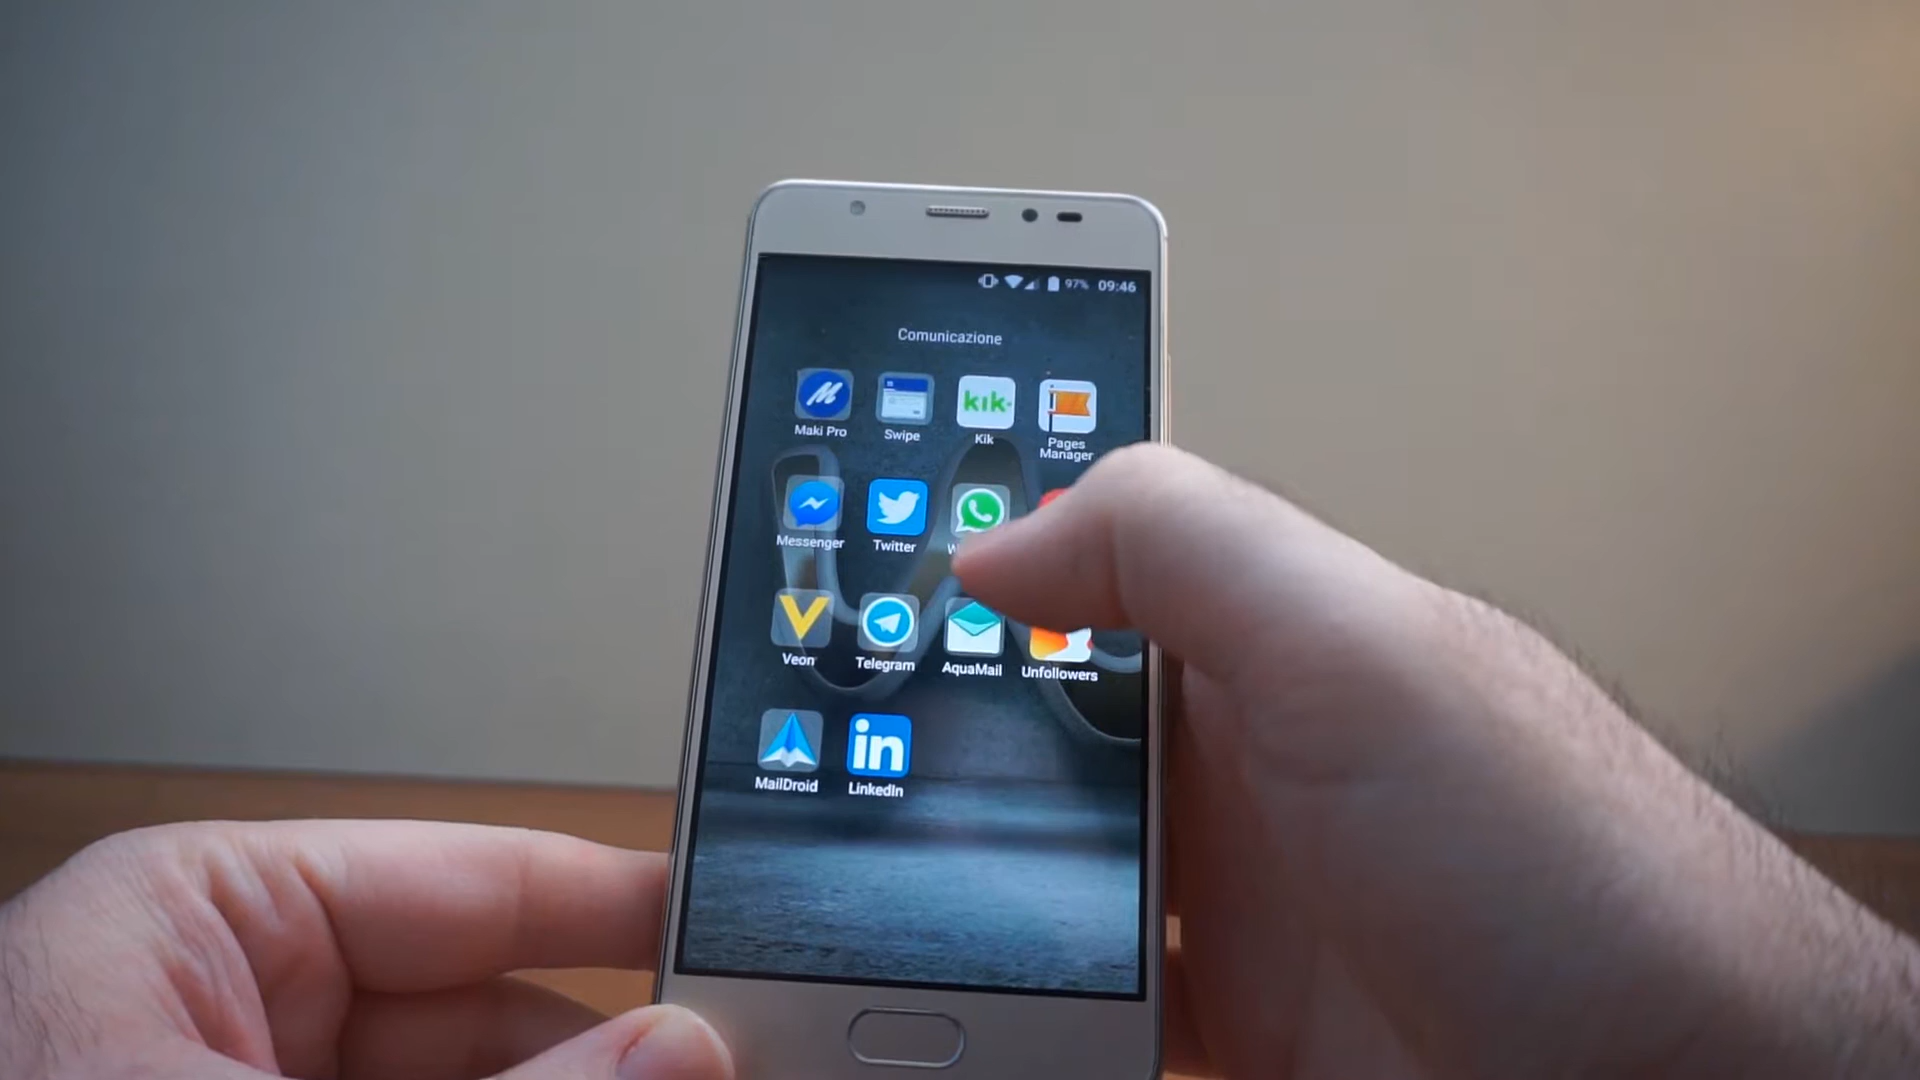 97% 09:46
Comunicazione
kik
Maki Pro Swipe Kik Pages
Manager
Messenger Twitter W
Veon Telegram AquaMail Unfollowers
in
MailDroid LinkedIn